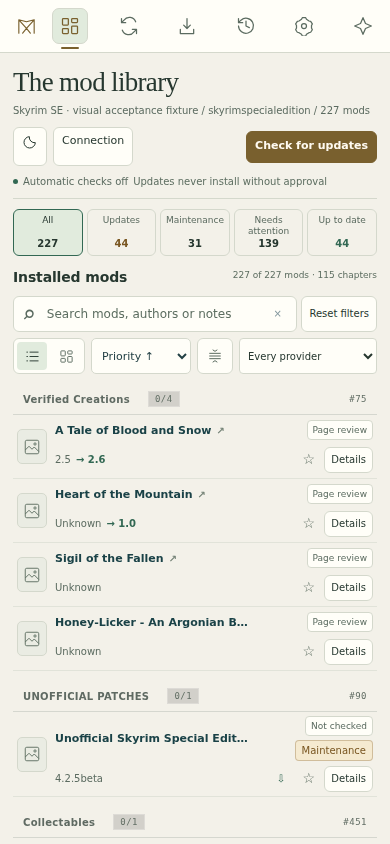 The mod library
Skyrim SE · visual acceptance fixture / skyrimspecialedition / 227 mods
Connection
Check for updates
Automatic checks off Updates never install without approval
All
227
Updates
44
Maintenance
31
Needs attention
139
Up to date
44
Installed mods
227 of 227 mods · 115 chapters
Search mods, authors or notes ×
Reset filters
Priority ↑
Every provider
Verified Creations 0/4 #75
A Tale of Blood and Snow ↗ Page review
2.5 → 2.6 ☆ Details
Heart of the Mountain ↗ Page review
Unknown → 1.0 ☆ Details
Sigil of the Fallen ↗ Page review
Unknown ☆ Details
Honey-Licker - An Argonian B... Page review
Unknown ☆ Details
UNOFFICIAL PATCHES 0/1 #90
Not checked
Unofficial Skyrim Special Edit...
Maintenance
4.2.5beta ⇩ ☆ Details
Collectables 0/1 #451